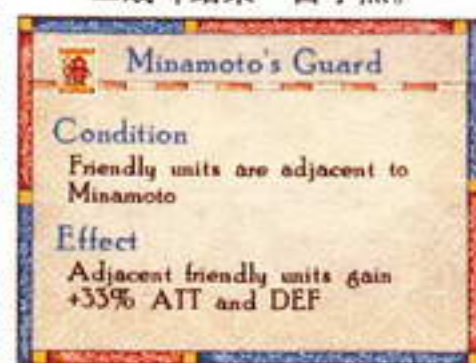 Minamoto's Guard
Condition
Friendly units are adjacent to
Minamoto
Effect
Adjacent friendly units gain
+33% ATT and DEF